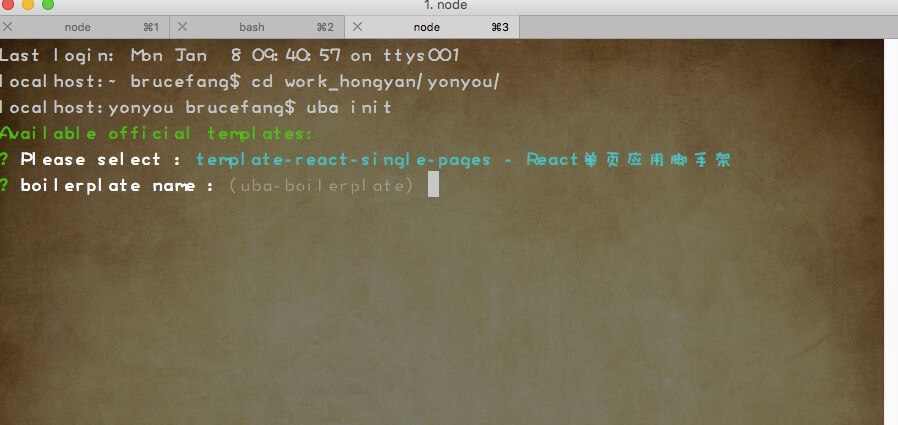 1. node
node ⌘1 bash ⌘2 node ⌘3
Last login: Mon Jan  8 09:40:57 on ttys001
localhost:~ brucefang$ cd work_hongyan/yonyou/
localhost:yonyou brucefang$ uba init
Available official templates:
? Please select : template-react-single-pages - React单页应用脚手架
? boilerplate name : (uba-boilerplate)